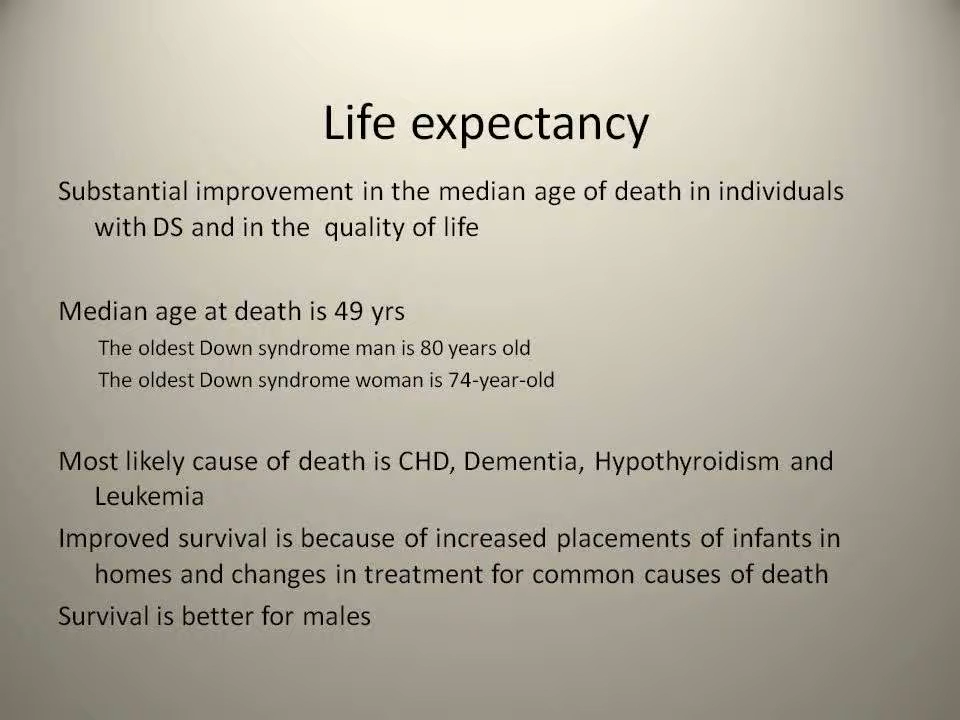 Life expectancy
Substantial improvement in the median age of death in individuals
with DS and in the quality of life
Median age at death is 49 yrs
The oldest Down syndrome man is 80 years old
The oldest Down syndrome woman is 74-year-old
Most likely cause of death is CHD, Dementia, Hypothyroidism and
Leukemia
Improved survival is because of increased placements of infants in
homes and changes in treatment for common causes of death
Survival is better for males